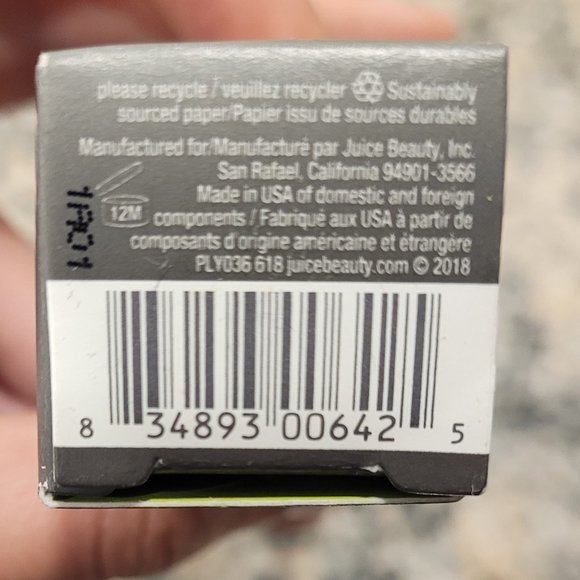 please recycle / veuillez recycler Sustainably
sourced paper/Papier issu de sources durables
Manufactured for/Manufacturé par Juice Beauty, Inc.
San Rafael, California 94901-3566
Made in USA of domestic and foreign
12M components / Fabriqué aux USA à partir de
composants d'origine américaine et étrangère
PLY036 618 juicebeauty.com © 2018
8 34893 00642 5